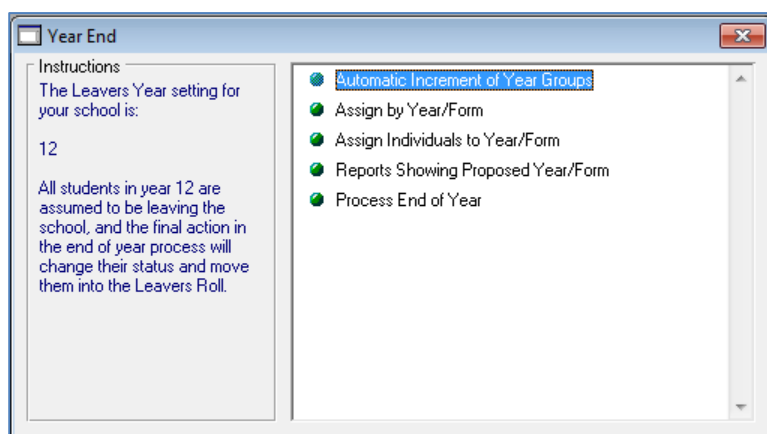 Year End
Instructions
The Leavers Year setting for
your school is:
12
All students in year 12 are
assumed to be leaving the
school, and the final action in
the end of year process will
change their status and move
them into the Leavers Roll.
Automatic Increment of Year Groups
Assign by Year/Form
Assign Individuals to Year/Form
Reports Showing Proposed Year/Form
Process End of Year